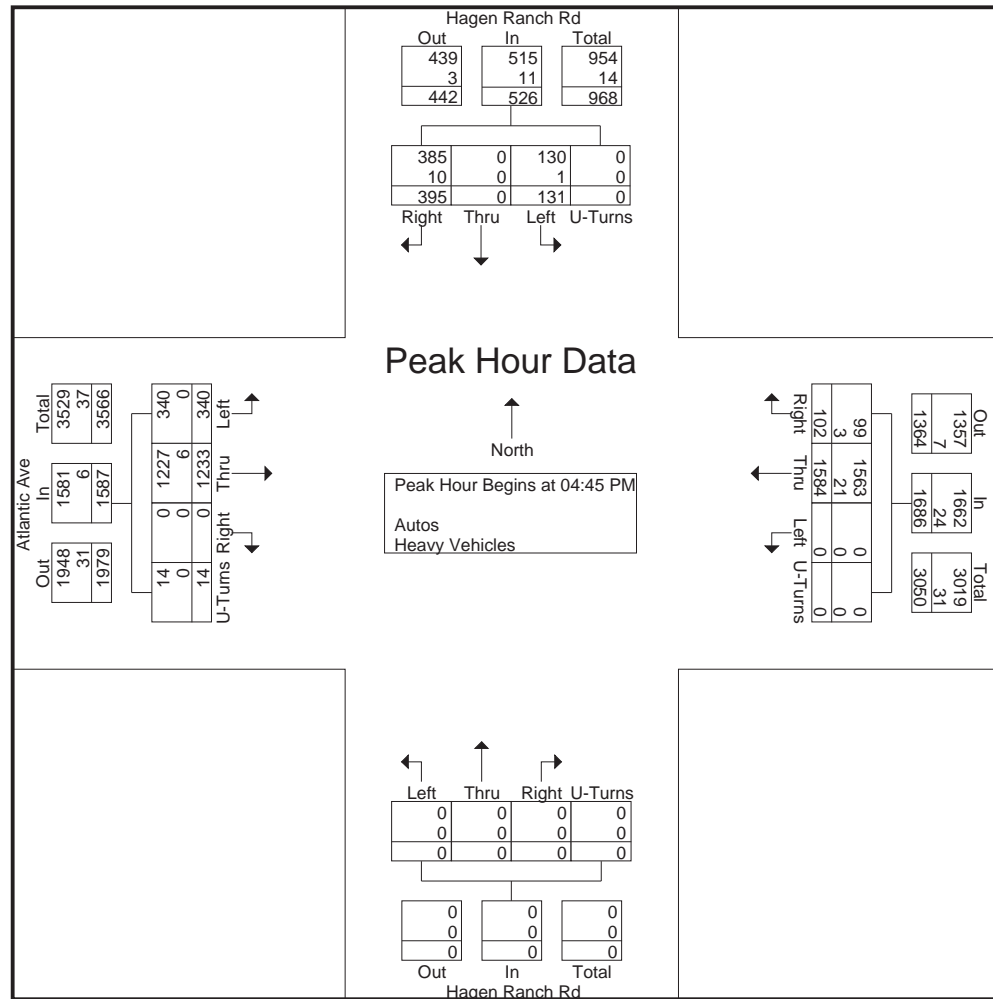 Hagen Ranch Rd
Out In Total
439 515 954
3 11 14
442 526 968
385 0 130 0
10 0 1 0
395 0 131 0
Right Thru Left U-Turns
Peak Hour Data
North
Peak Hour Begins at 04:45 PM
Autos
Heavy Vehicles
Atlantic Ave
Out In Total
1948 1581 3529
31 6 37
1979 1587 3566
14 0 1227 340
0 0 6 0
14 0 1233 340
U-Turns Right Thru Left
Out In Total
1357 1662 3019
7 24 31
1364 1686 3050
99 1563 0 0
3 21 0 0
102 1584 0 0
Right Thru Left U-Turns
Left Thru Right U-Turns
0 0 0 0
0 0 0 0
0 0 0 0
0 0 0
0 0 0
0 0 0
Out In Total
Hagen Ranch Rd